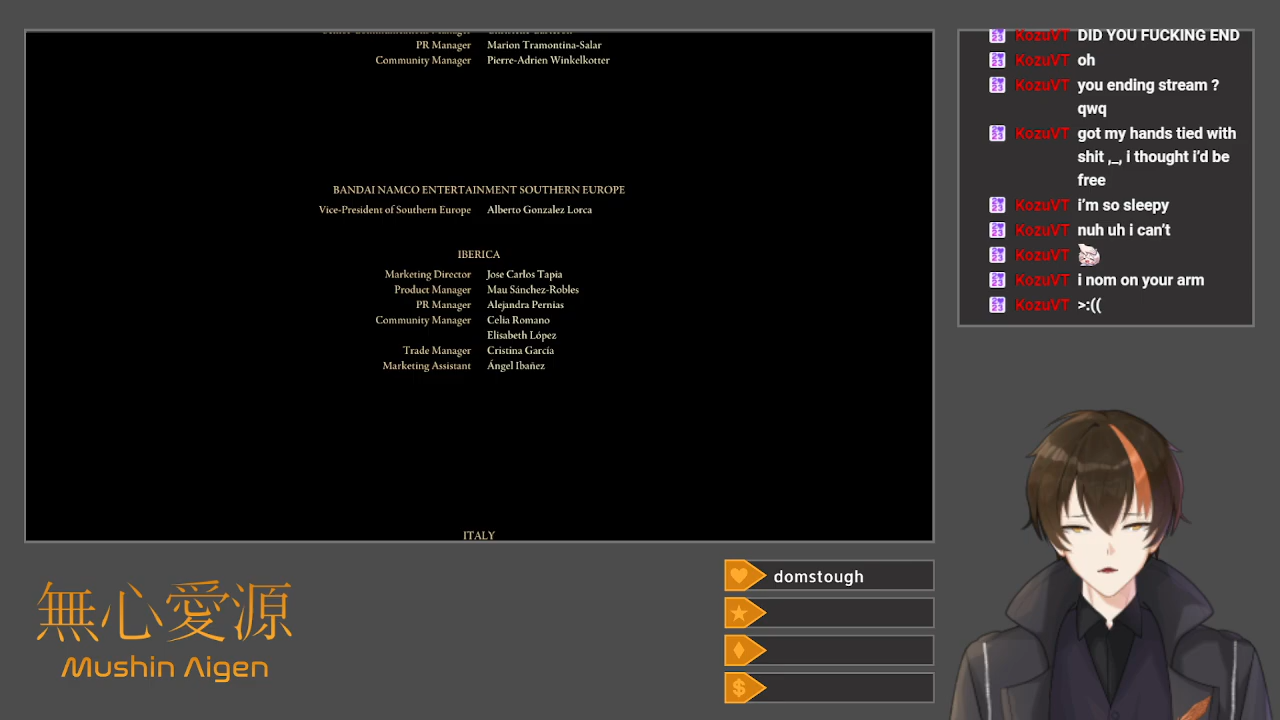 PR Manager Marion Tramontina-Salar
Community Manager Pierre-Adrien Winkelkotter
BANDAI NAMCO ENTERTAINMENT SOUTHERN EUROPE
Vice-President of Southern Europe Alberto Gonzalez Lorca
IBERICA
Marketing Director Jose Carlos Tapia
Product Manager Mau Sánchez-Robles
PR Manager Alejandra Pernias
Community Manager Celia Romano
Elisabeth López
Trade Manager Cristina García
Marketing Assistant Ángel Ibañez
ITALY
KozuVT DID YOU FUCKING END
KozuVT oh
KozuVT you ending stream ?
qwq
KozuVT got my hands tied with
shit ,_, i thought i'd be
free
KozuVT i'm so sleepy
KozuVT nuh uh i can't
KozuVT
KozuVT i nom on your arm
KozuVT >:((
domstough
無心愛源
Mushin Aigen